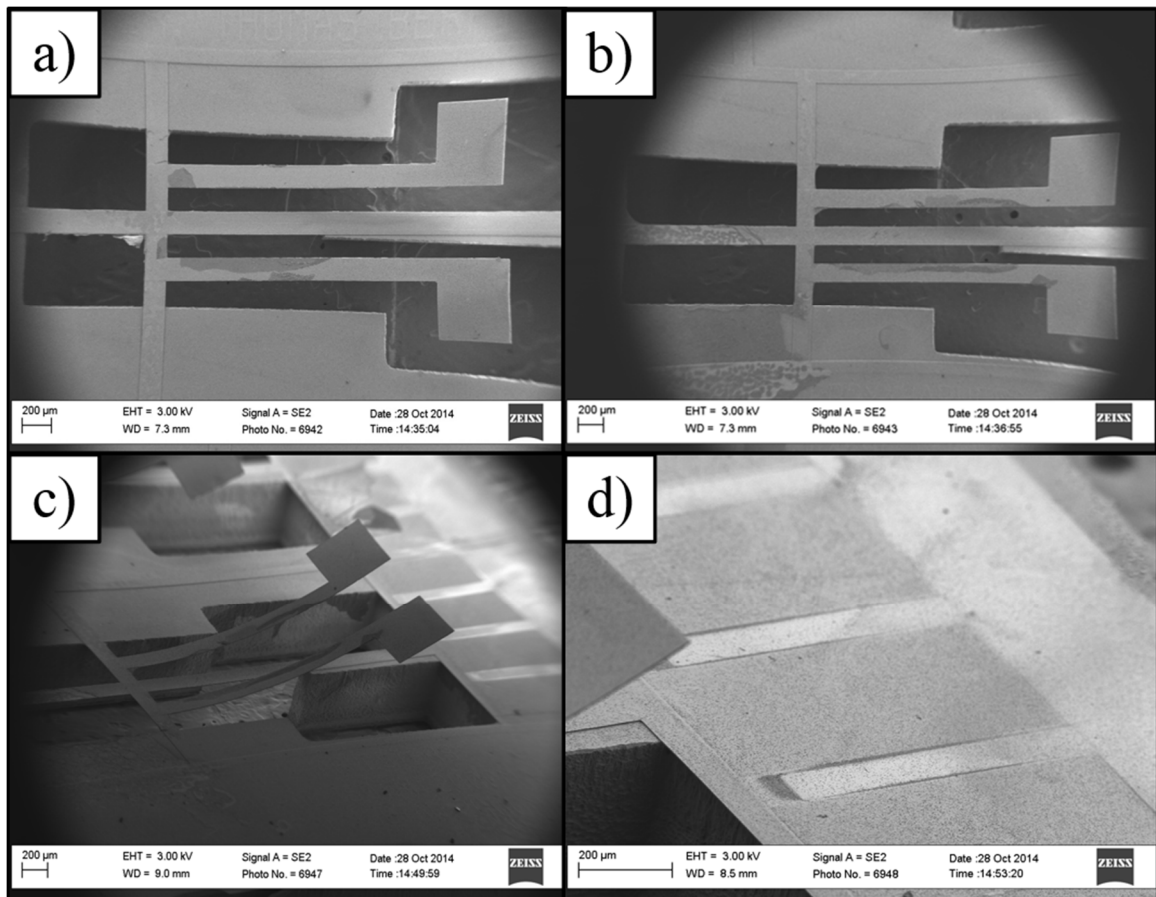 a)
200 µm
EHT = 3.00 kV
WD = 7.3 mm
Signal A = SE2
Photo No. = 6942
Date :28 Oct 2014
Time :14:35:04
ZEISS
b)
200 µm
EHT = 3.00 kV
WD = 7.3 mm
Signal A = SE2
Photo No. = 6943
Date :28 Oct 2014
Time :14:36:55
ZEISS
c)
200 µm
EHT = 3.00 kV
WD = 9.0 mm
Signal A = SE2
Photo No. = 6947
Date :28 Oct 2014
Time :14:49:59
ZEISS
d)
200 µm
EHT = 3.00 kV
WD = 8.5 mm
Signal A = SE2
Photo No. = 6948
Date :28 Oct 2014
Time :14:53:20
ZEISS